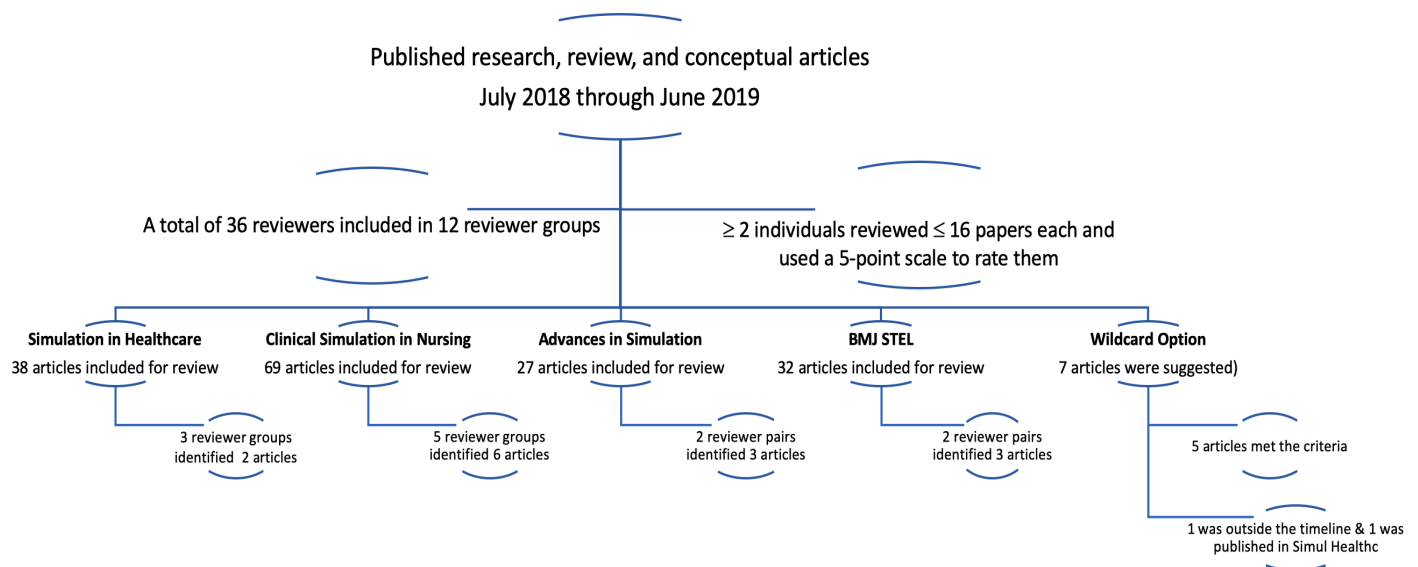 Published research, review, and conceptual articles
July 2018 through June 2019
A total of 36 reviewers included in 12 reviewer groups
≥ 2 individuals reviewed ≤ 16 papers each and
used a 5-point scale to rate them
Simulation in Healthcare
38 articles included for review
Clinical Simulation in Nursing
69 articles included for review
Advances in Simulation
27 articles included for review
BMJ STEL
32 articles included for review
Wildcard Option
7 articles were suggested)
3 reviewer groups
identified 2 articles
5 reviewer groups
identified 6 articles
2 reviewer pairs
identified 3 articles
2 reviewer pairs
identified 3 articles
5 articles met the criteria
1 was outside the timeline & 1 was
published in Simul Healthc